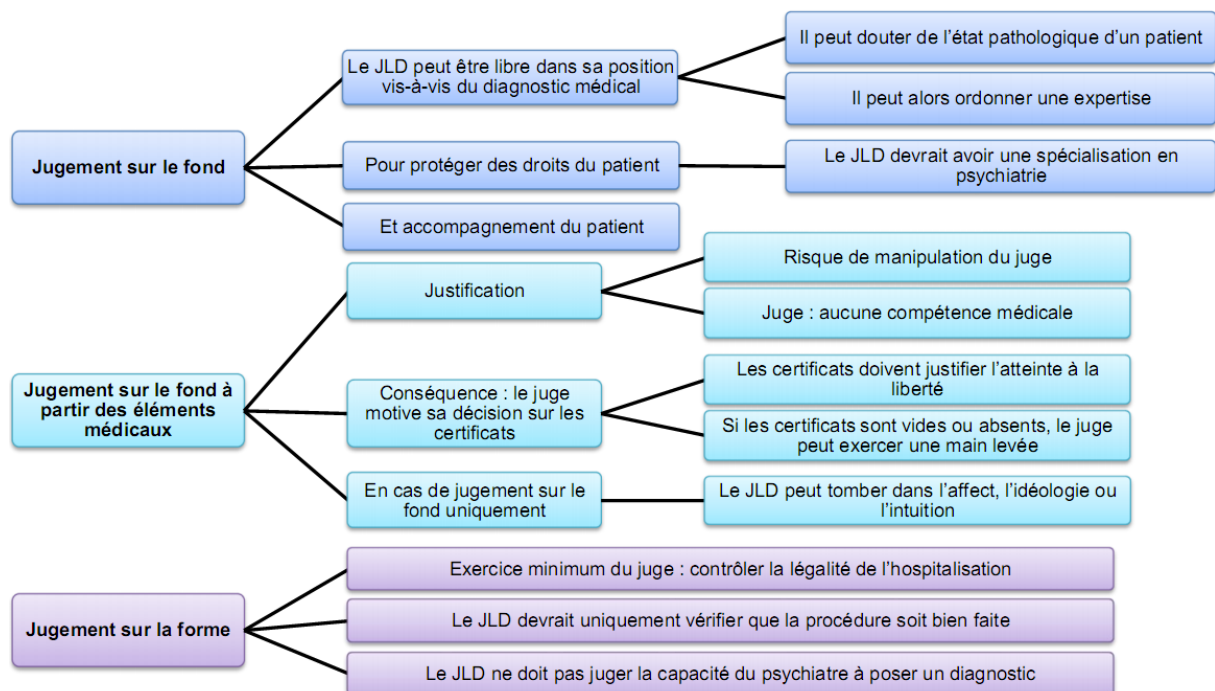 Jugement sur le fond
Le JLD peut être libre dans sa position
vis-à-vis du diagnostic médical
Il peut douter de l'état pathologique d'un patient
Il peut alors ordonner une expertise
Pour protéger des droits du patient
Le JLD devrait avoir une spécialisation en
psychiatrie
Et accompagnement du patient
Jugement sur le fond à
partir des éléments
médicaux
Justification
Risque de manipulation du juge
Juge : aucune compétence médicale
Conséquence : le juge
motive sa décision sur les
certificats
Les certificats doivent justifier l'atteinte à la
liberté
Si les certificats sont vides ou absents, le juge
peut exercer une main levée
En cas de jugement sur le
fond uniquement
Le JLD peut tomber dans l'affect, l'idéologie ou
l'intuition
Jugement sur la forme
Exercice minimum du juge : contrôler la légalité de l'hospitalisation
Le JLD devrait uniquement vérifier que la procédure soit bien faite
Le JLD ne doit pas juger la capacité du psychiatre à poser un diagnostic